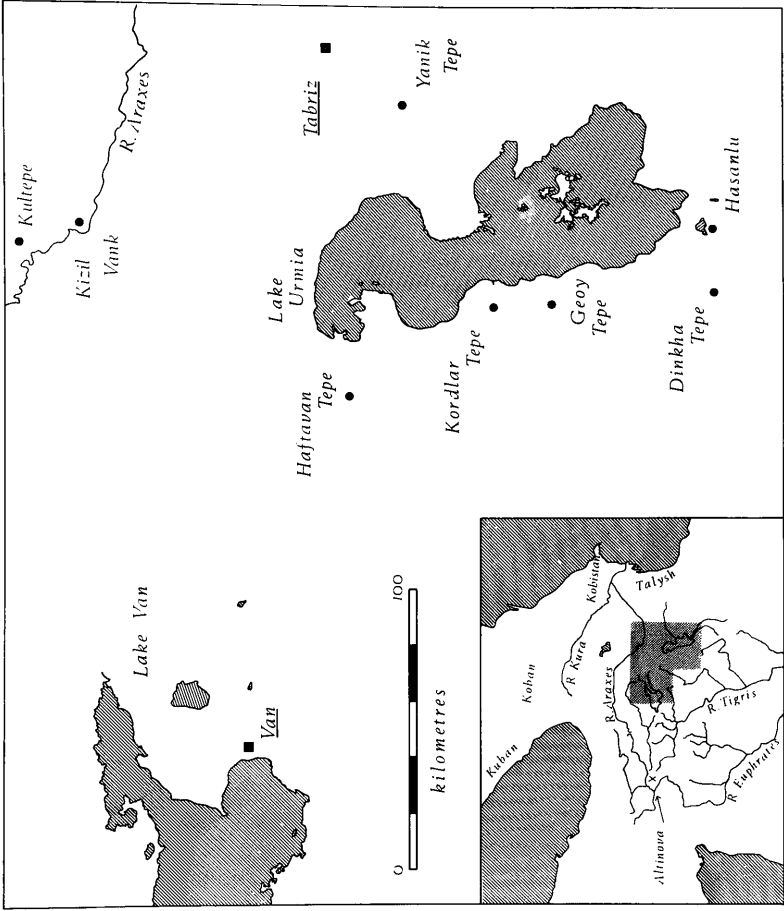 Kultepe
R. Araxes
Kizil
Vank
Tabriz
Yanik
Tepe
Lake
Urmia
Haftavan
Tepe
Kordlar
Tepe
Geoy
Tepe
Dinkha
Tepe
Hasanlu
Lake Van
Van
0
100
kilometres
Kuban
Koban
Kobistan
Talysh
R. Kura
R. Araxes
R. Tigris
R. Euphrates
Altinova